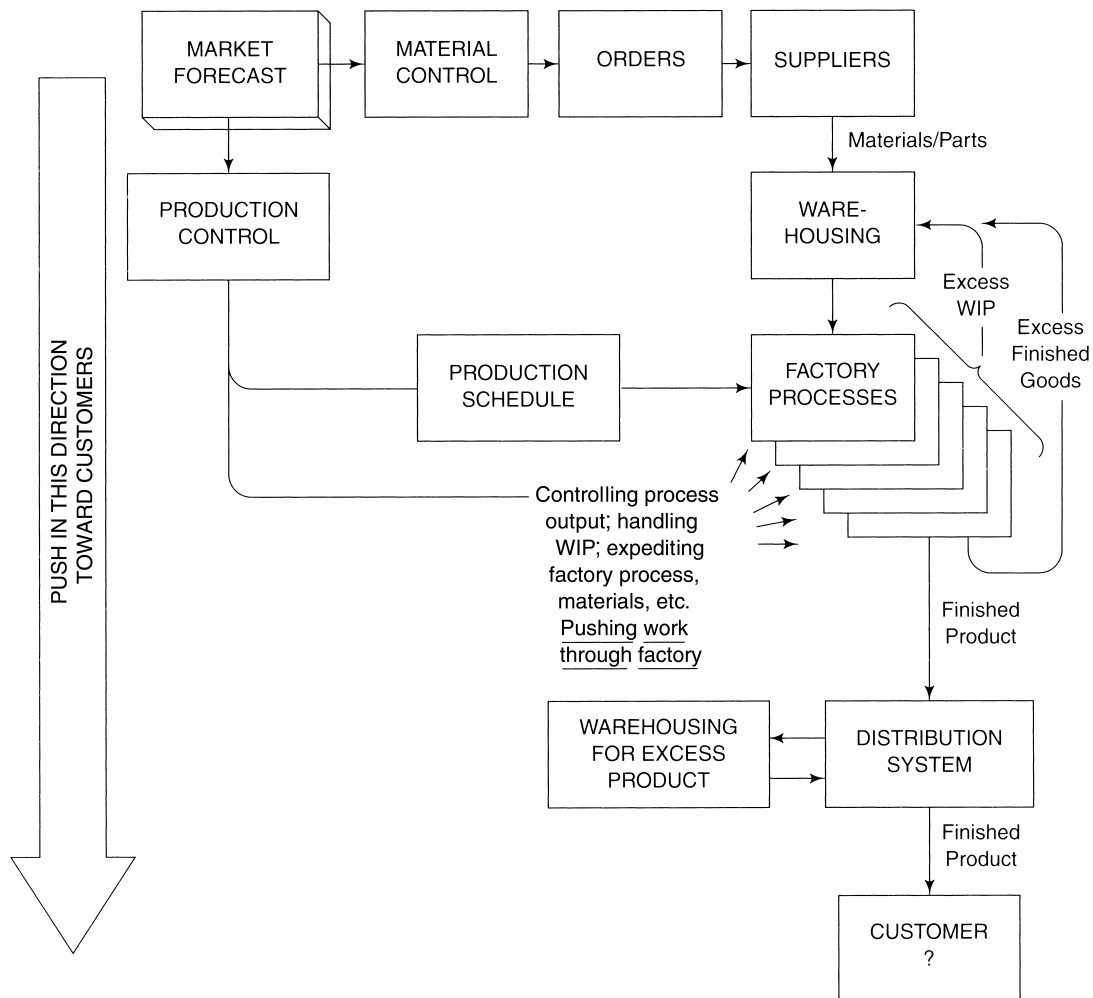 MARKET
FORECAST
MATERIAL
CONTROL
ORDERS
SUPPLIERS
Materials/Parts
PRODUCTION
CONTROL
WARE-
HOUSING
Excess
WIP
Excess
Finished
Goods
PUSH IN THIS DIRECTION
TOWARD CUSTOMERS
PRODUCTION
SCHEDULE
FACTORY
PROCESSES
Controlling process
output; handling
WIP; expediting
factory process,
materials, etc.
Pushing work
through factory
Finished
Product
WAREHOUSING
FOR EXCESS
PRODUCT
DISTRIBUTION
SYSTEM
Finished
Product
CUSTOMER
?